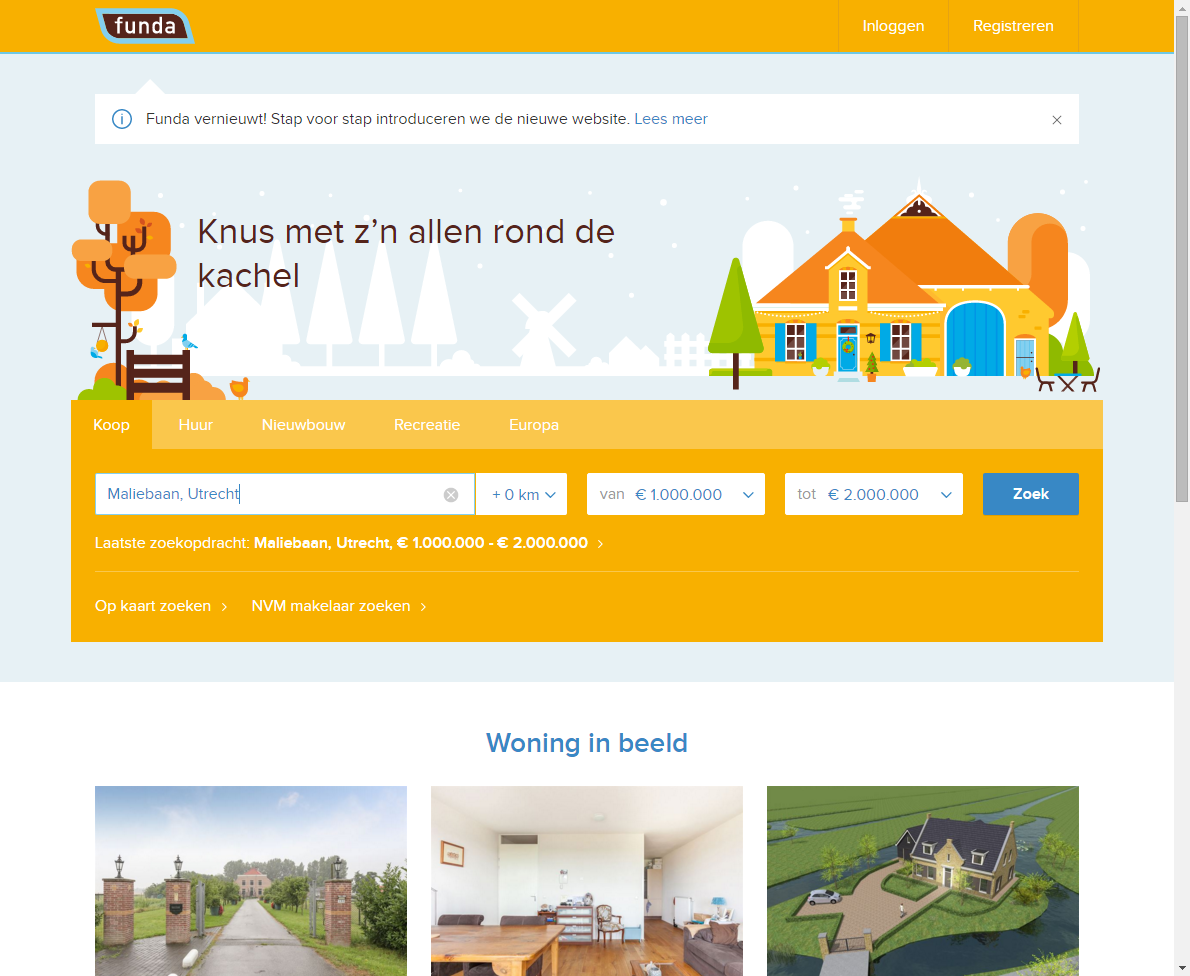 funda
Inloggen
Registreren
Funda vernieuwt! Stap voor stap introduceren we de nieuwe website. Lees meer
Knus met z’n allen rond de
kachel
Koop
Huur
Nieuwbouw
Recreatie
Europa
Maliebaan, Utrecht
+ 0 km
van € 1.000.000
tot € 2.000.000
Zoek
Laatste zoekopdracht: Maliebaan, Utrecht, € 1.000.000 - € 2.000.000
Op kaart zoeken
NVM makelaar zoeken
Woning in beeld